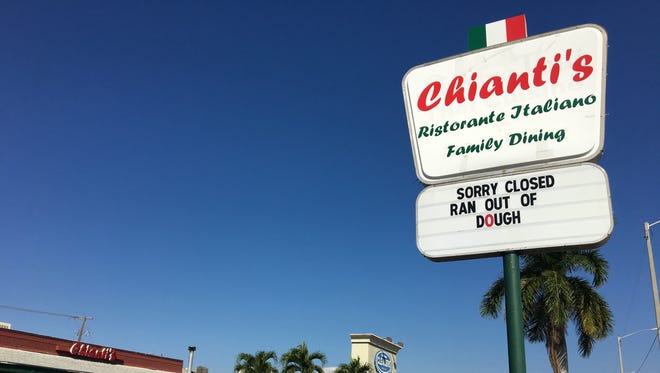 Chianti's
Ristorante Italiano
Family Dining
SORRY CLOSED
RAN OUT OF
DOUGH
Chianti's